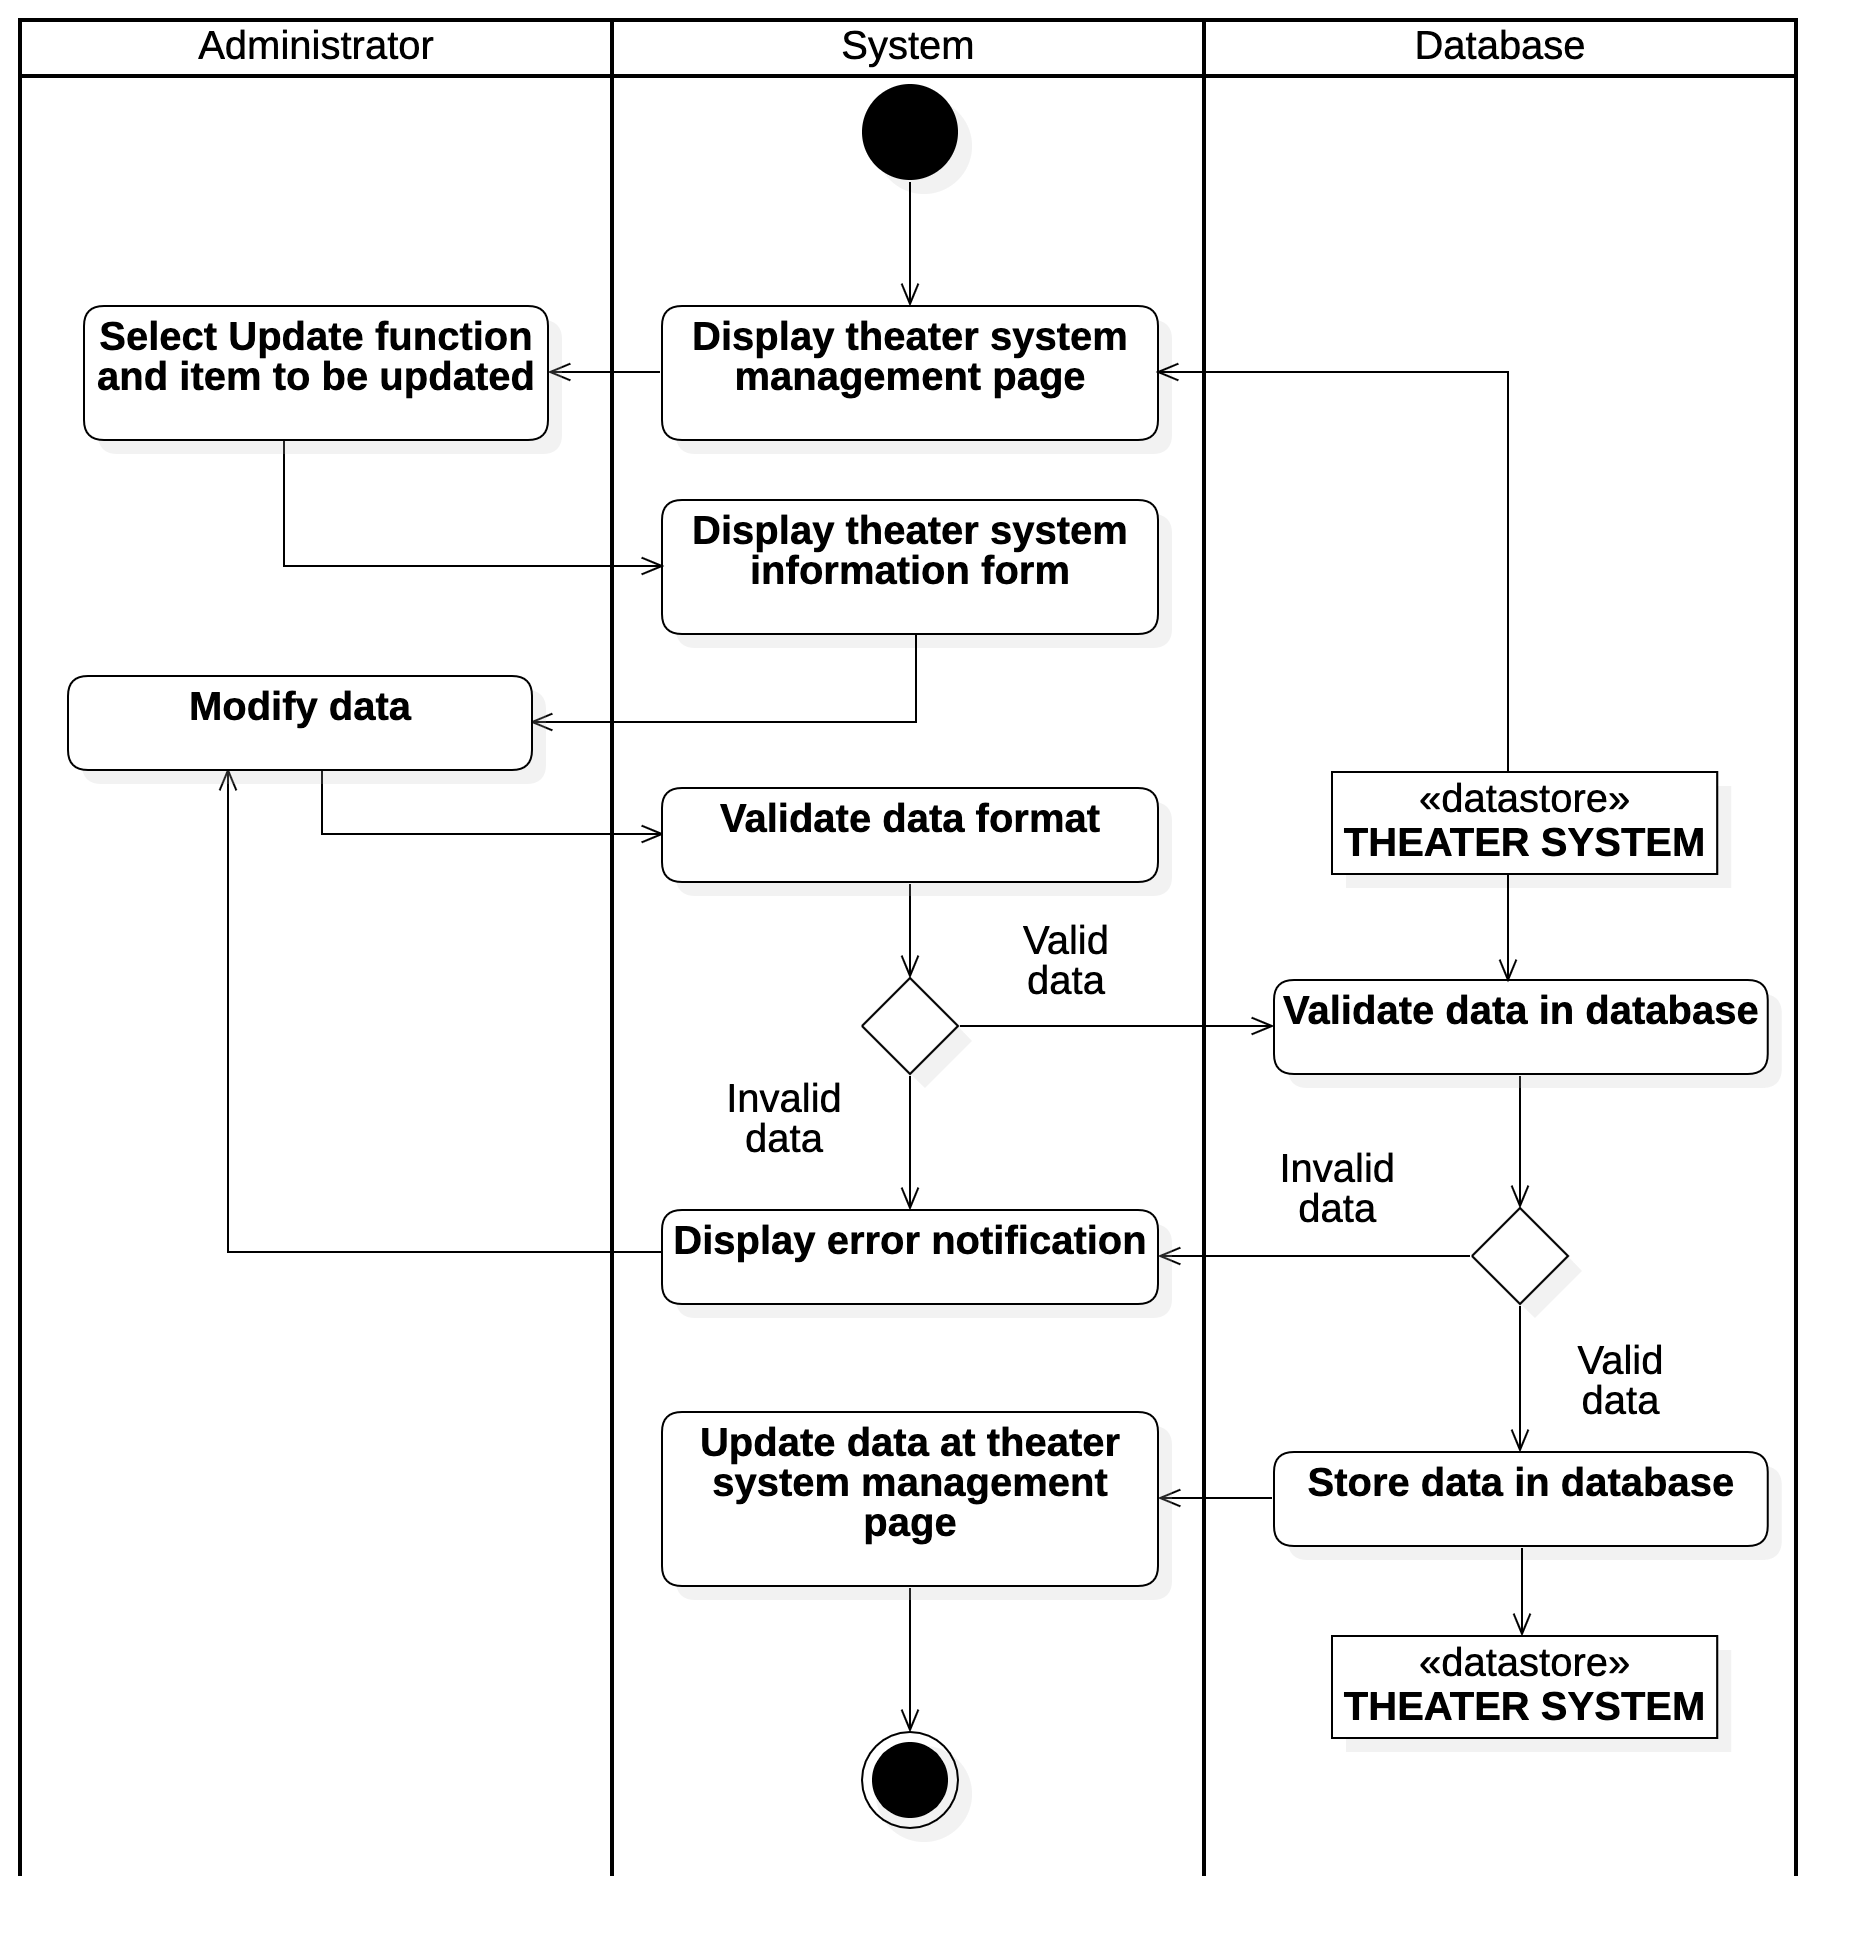 Administrator
System
Database
Select Update function
and item to be updated
Display theater system
management page
Display theater system
information form
Modify data
Validate data format
«datastore»
THEATER SYSTEM
Valid
data
Validate data in database
Invalid
data
Invalid
data
Display error notification
Valid
data
Update data at theater
system management
page
Store data in database
«datastore»
THEATER SYSTEM